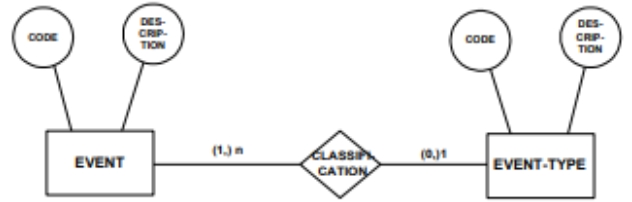 CODE
DES-
CRIP-
TION
CODE
DES-
CRIP-
TION
EVENT
(1,) n
CLASSIFI-
CATION
(0,)1
EVENT-TYPE